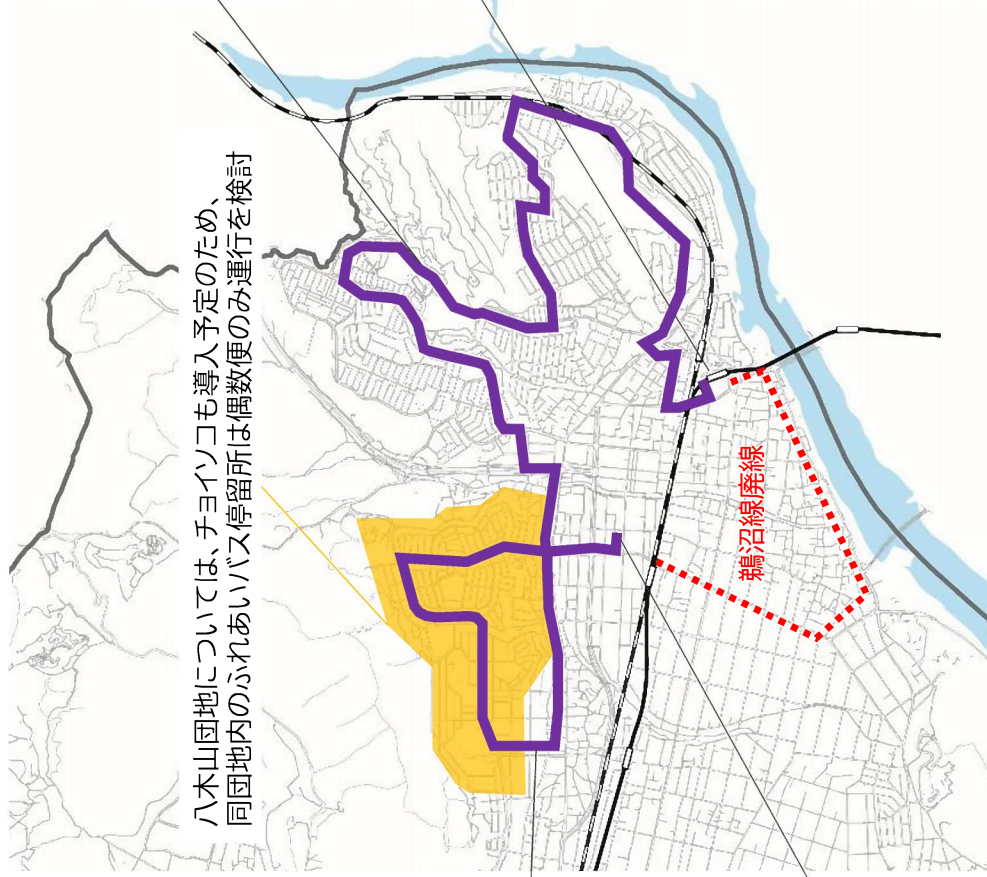 八木山団地については、チョイソコも導入予定のため、
同団地内のふれあいバス停留所は偶数便のみ運行を検討
鵜沼線廃線